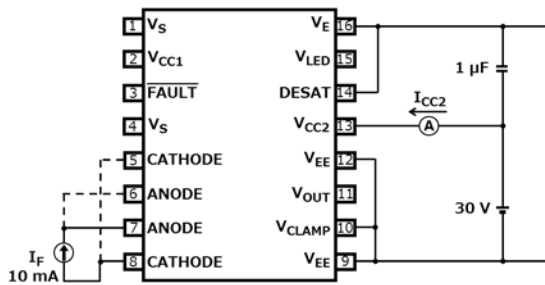 1 VS VE 16
2 VCC1 VLED 15
3 FAULT DESAT 14
4 VS VCC2 13
5 CATHODE VEE 12
6 ANODE VOUT 11
7 ANODE VCLAMP 10
8 CATHODE VEE 9
1 µF
ICC2
A
30 V
IF
10 mA